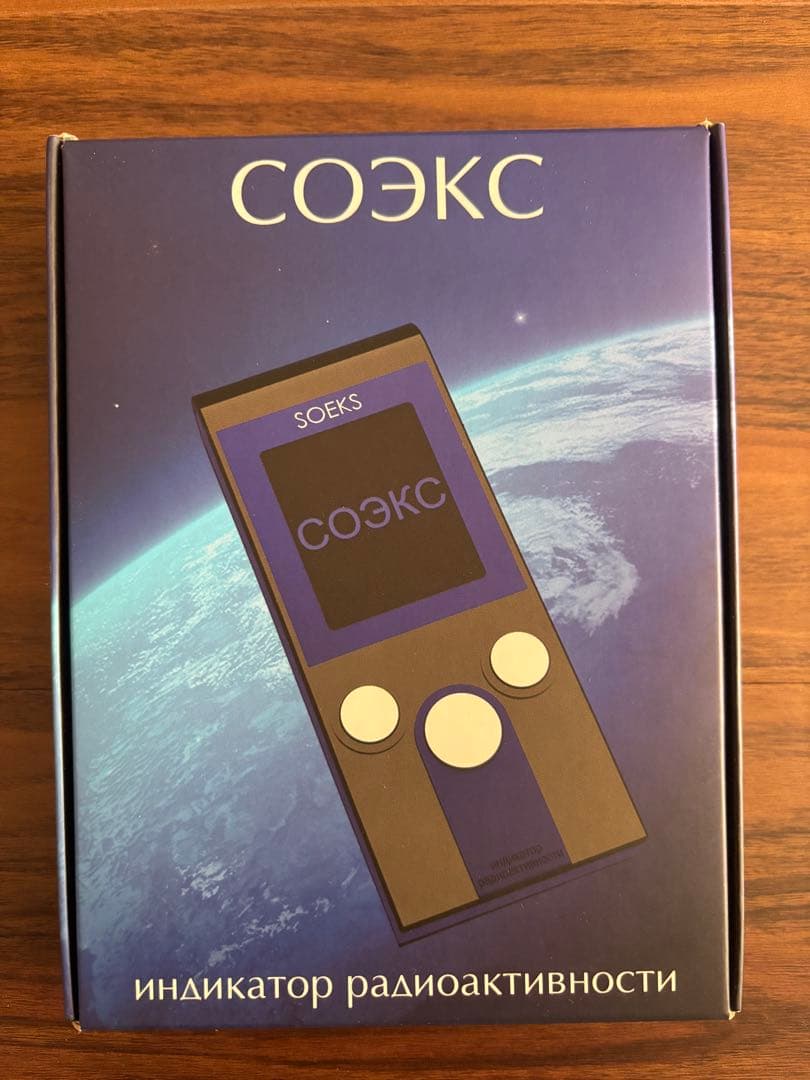 СОЭКС
SOEKS
СОЭКС
индикатор
радиоактивности
индикатор радиоактивности